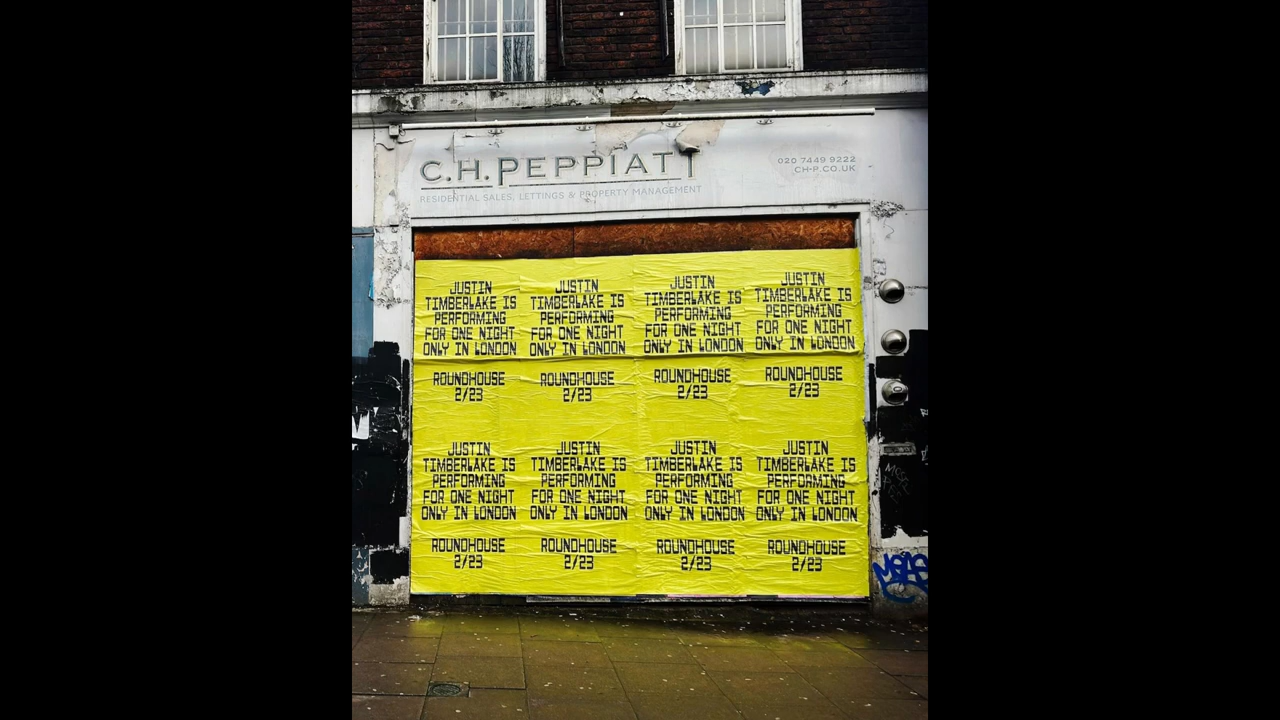 C.H. PEPPIATT
020 7449 9222
CH-P.CO.UK
RESIDENTIAL SALES, LETTINGS & PROPERTY MANAGEMENT
JUSTIN
TIMBERLAKE IS
PERFORMING
FOR ONE NIGHT
ONLY IN LONDON
ROUNDHOUSE
2/23
JUSTIN
TIMBERLAKE IS
PERFORMING
FOR ONE NIGHT
ONLY IN LONDON
ROUNDHOUSE
2/23
JUSTIN
TIMBERLAKE IS
PERFORMING
FOR ONE NIGHT
ONLY IN LONDON
ROUNDHOUSE
2/23
JUSTIN
TIMBERLAKE IS
PERFORMING
FOR ONE NIGHT
ONLY IN LONDON
ROUNDHOUSE
2/23
JUSTIN
TIMBERLAKE IS
PERFORMING
FOR ONE NIGHT
ONLY IN LONDON
ROUNDHOUSE
2/23
JUSTIN
TIMBERLAKE IS
PERFORMING
FOR ONE NIGHT
ONLY IN LONDON
ROUNDHOUSE
2/23
JUSTIN
TIMBERLAKE IS
PERFORMING
FOR ONE NIGHT
ONLY IN LONDON
ROUNDHOUSE
2/23
JUSTIN
TIMBERLAKE IS
PERFORMING
FOR ONE NIGHT
ONLY IN LONDON
ROUNDHOUSE
2/23